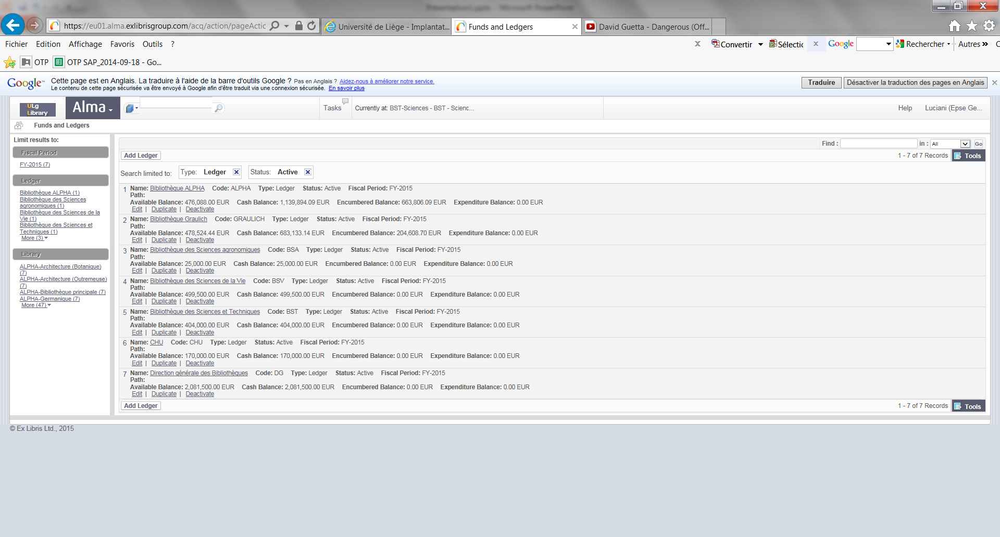 Presentation1.pptx - Microsoft PowerPoint
https://eu01.alma.exlibrisgroup.com/acq/action/pageActic
Université de Liège - Implantat...
Funds and Ledgers
David Guetta - Dangerous (Off...
Fichier Edition Affichage Favoris Outils ?
x Convertir Sélectic x Google Rechercher Autres »
OTP OTP SAP_2014-09-18 - Go...
Google™ Cette page est en Anglais. La traduire à l'aide de la barre d'outils Google ? Pas en Anglais ? Aidez-nous à améliorer notre service. Traduire Désactiver la traduction des pages en Anglais
Le contenu de cette page sécurisée va être envoyé à Google afin d'être traduit via une connexion sécurisée. En savoir plus
ULg Library Alma Tasks Currently at: BST-Sciences - BST - Scienc... Help Luciani (Epse Ge...
Funds and Ledgers
Limit results to:
Fiscal Period
FY-2015 (7)
Ledger
Bibliothèque ALPHA (1)
Bibliothèque des Sciences
agronomiques (1)
Bibliothèque des Sciences de la
Vie (1)
Bibliothèque des Sciences et
Techniques (1)
More (3)
Library
ALPHA-Architecture (Botanique)
(7)
ALPHA-Architecture (Outremeuse)
(7)
ALPHA-Bibliothèque principale (7)
ALPHA-Germanique (7)
More (47)
Find : in : All Go
Add Ledger 1 - 7 of 7 Records Tools
Search limited to: Type: Ledger Status: Active
1 Name: Bibliothèque ALPHA Code: ALPHA Type: Ledger Status: Active Fiscal Period: FY-2015
Path:
Available Balance: 476,088.00 EUR Cash Balance: 1,139,894.09 EUR Encumbered Balance: 663,806.09 EUR Expenditure Balance: 0.00 EUR
Edit | Duplicate | Deactivate
2 Name: Bibliothèque Graulich Code: GRAULICH Type: Ledger Status: Active Fiscal Period: FY-2015
Path:
Available Balance: 478,524.44 EUR Cash Balance: 683,133.14 EUR Encumbered Balance: 204,608.70 EUR Expenditure Balance: 0.00 EUR
Edit | Duplicate | Deactivate
3 Name: Bibliothèque des Sciences agronomiques Code: BSA Type: Ledger Status: Active Fiscal Period: FY-2015
Path:
Available Balance: 25,000.00 EUR Cash Balance: 25,000.00 EUR Encumbered Balance: 0.00 EUR Expenditure Balance: 0.00 EUR
Edit | Duplicate | Deactivate
4 Name: Bibliothèque des Sciences de la Vie Code: BSV Type: Ledger Status: Active Fiscal Period: FY-2015
Path:
Available Balance: 499,500.00 EUR Cash Balance: 499,500.00 EUR Encumbered Balance: 0.00 EUR Expenditure Balance: 0.00 EUR
Edit | Duplicate | Deactivate
5 Name: Bibliothèque des Sciences et Techniques Code: BST Type: Ledger Status: Active Fiscal Period: FY-2015
Path:
Available Balance: 404,000.00 EUR Cash Balance: 404,000.00 EUR Encumbered Balance: 0.00 EUR Expenditure Balance: 0.00 EUR
Edit | Duplicate | Deactivate
6 Name: CHU Code: CHU Type: Ledger Status: Active Fiscal Period: FY-2015
Path:
Available Balance: 170,000.00 EUR Cash Balance: 170,000.00 EUR Encumbered Balance: 0.00 EUR Expenditure Balance: 0.00 EUR
Edit | Duplicate | Deactivate
7 Name: Direction générale des Bibliothèques Code: DG Type: Ledger Status: Active Fiscal Period: FY-2015
Path:
Available Balance: 2,081,500.00 EUR Cash Balance: 2,081,500.00 EUR Encumbered Balance: 0.00 EUR Expenditure Balance: 0.00 EUR
Edit | Duplicate | Deactivate
Add Ledger 1 - 7 of 7 Records Tools
© Ex Libris Ltd., 2015